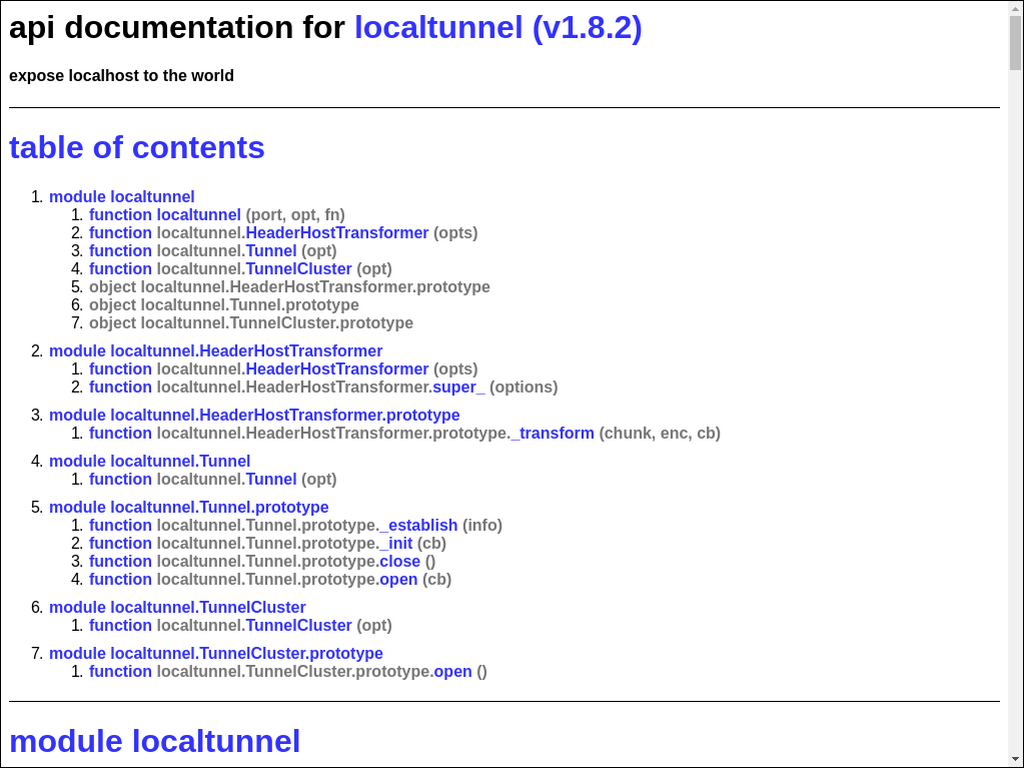 api documentation for localtunnel (v1.8.2)
expose localhost to the world
table of contents
1. module localtunnel
1. function localtunnel (port, opt, fn)
2. function localtunnel.HeaderHostTransformer (opts)
3. function localtunnel.Tunnel (opt)
4. function localtunnel.TunnelCluster (opt)
5. object localtunnel.HeaderHostTransformer.prototype
6. object localtunnel.Tunnel.prototype
7. object localtunnel.TunnelCluster.prototype
2. module localtunnel.HeaderHostTransformer
1. function localtunnel.HeaderHostTransformer (opts)
2. function localtunnel.HeaderHostTransformer.super_ (options)
3. module localtunnel.HeaderHostTransformer.prototype
1. function localtunnel.HeaderHostTransformer.prototype._transform (chunk, enc, cb)
4. module localtunnel.Tunnel
1. function localtunnel.Tunnel (opt)
5. module localtunnel.Tunnel.prototype
1. function localtunnel.Tunnel.prototype._establish (info)
2. function localtunnel.Tunnel.prototype._init (cb)
3. function localtunnel.Tunnel.prototype.close ()
4. function localtunnel.Tunnel.prototype.open (cb)
6. module localtunnel.TunnelCluster
1. function localtunnel.TunnelCluster (opt)
7. module localtunnel.TunnelCluster.prototype
1. function localtunnel.TunnelCluster.prototype.open ()
module localtunnel